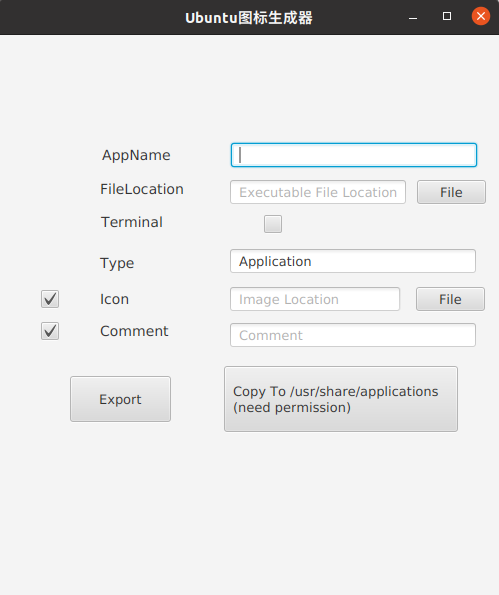 Ubuntu图标生成器
AppName
FileLocation
Executable File Location
File
Terminal
Type
Application
Icon
Image Location
File
Comment
Comment
Export
Copy To /usr/share/applications
(need permission)